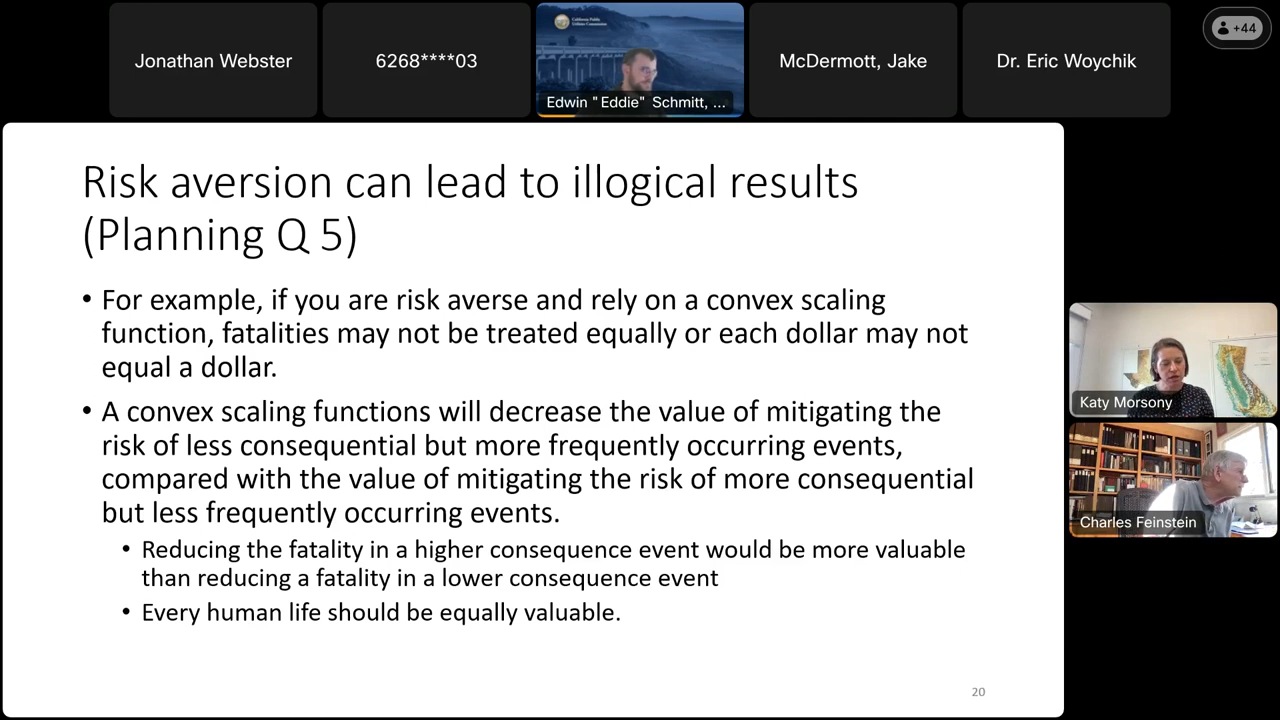 Jonathan Webster
6268****03
California Public
Utilities Commission
Edwin "Eddie" Schmitt, ...
McDermott, Jake
Dr. Eric Woychik
+44
Risk aversion can lead to illogical results
(Planning Q 5)
• For example, if you are risk averse and rely on a convex scaling
function, fatalities may not be treated equally or each dollar may not
equal a dollar.
• A convex scaling functions will decrease the value of mitigating the
risk of less consequential but more frequently occurring events,
compared with the value of mitigating the risk of more consequential
but less frequently occurring events.
• Reducing the fatality in a higher consequence event would be more valuable
than reducing a fatality in a lower consequence event
• Every human life should be equally valuable.
20
Katy Morsony
Charles Feinstein